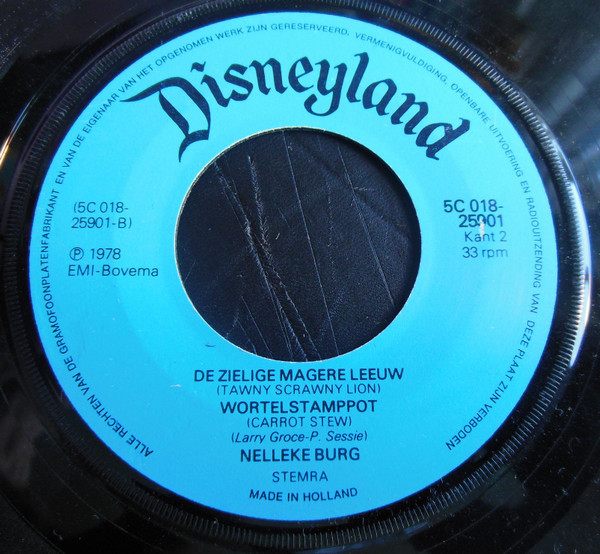 ALLE RECHTEN VAN DE GRAMOFOONPLATENFABRIKANT EN VAN DE EIGENAAR VAN HET OPGENOMEN WERK ZIJN GERESERVEERD. VERMENIGVULDIGING, OPENBARE UITVOERING EN RADIOUITZENDING VAN DEZE PLAAT ZIJN VERBODEN
Disneyland
(5C 018-
25901-B)
℗ 1978
EMI-Bovema
5C 018-
25901
Kant 2
33 rpm
DE ZIELIGE MAGERE LEEUW
(TAWNY SCRAWNY LION)
WORTELSTAMPPOT
(CARROT STEW)
(Larry Groce-P. Sessie)
NELLEKE BURG
STEMRA
MADE IN HOLLAND